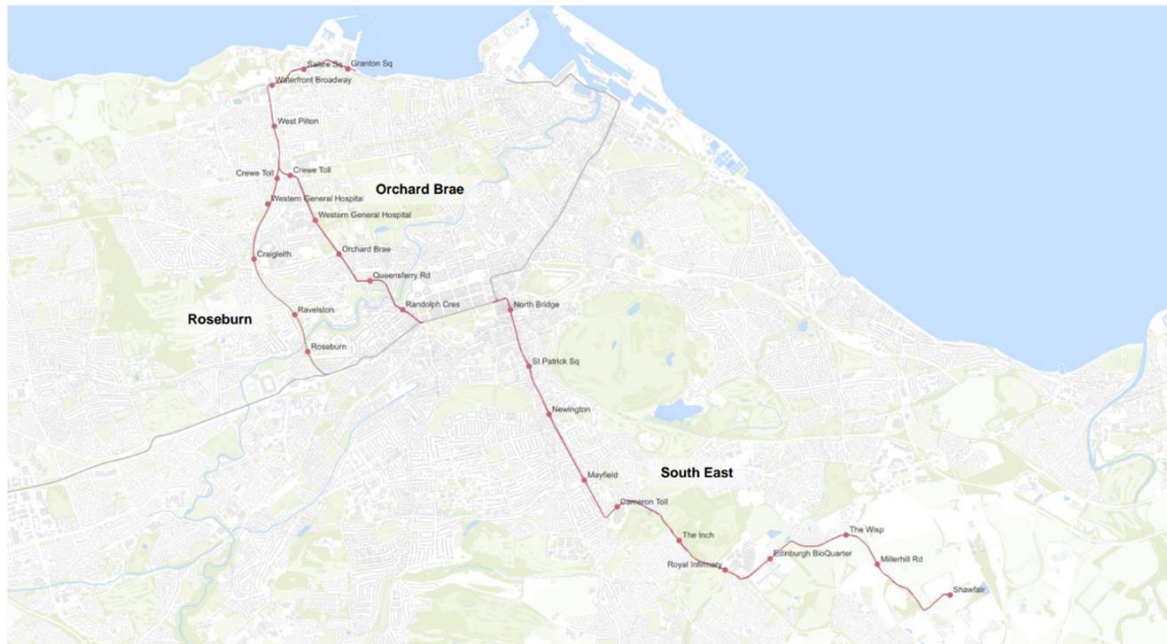 Saltire Sq
Granton Sq
Waterfront Broadway
West Pilton
Crewe Toll
Crewe Toll
Orchard Brae
Western General Hospital
Western General Hospital
Orchard Brae
Craigleith
Queensferry Rd
Roseburn
Ravelston
Randolph Cres
North Bridge
Roseburn
St Patrick Sq
Newington
South East
Mayfield
Cameron Toll
The Inch
The Wisp
Royal Infirmary
Edinburgh BioQuarter
Millerhill Rd
Shawfair